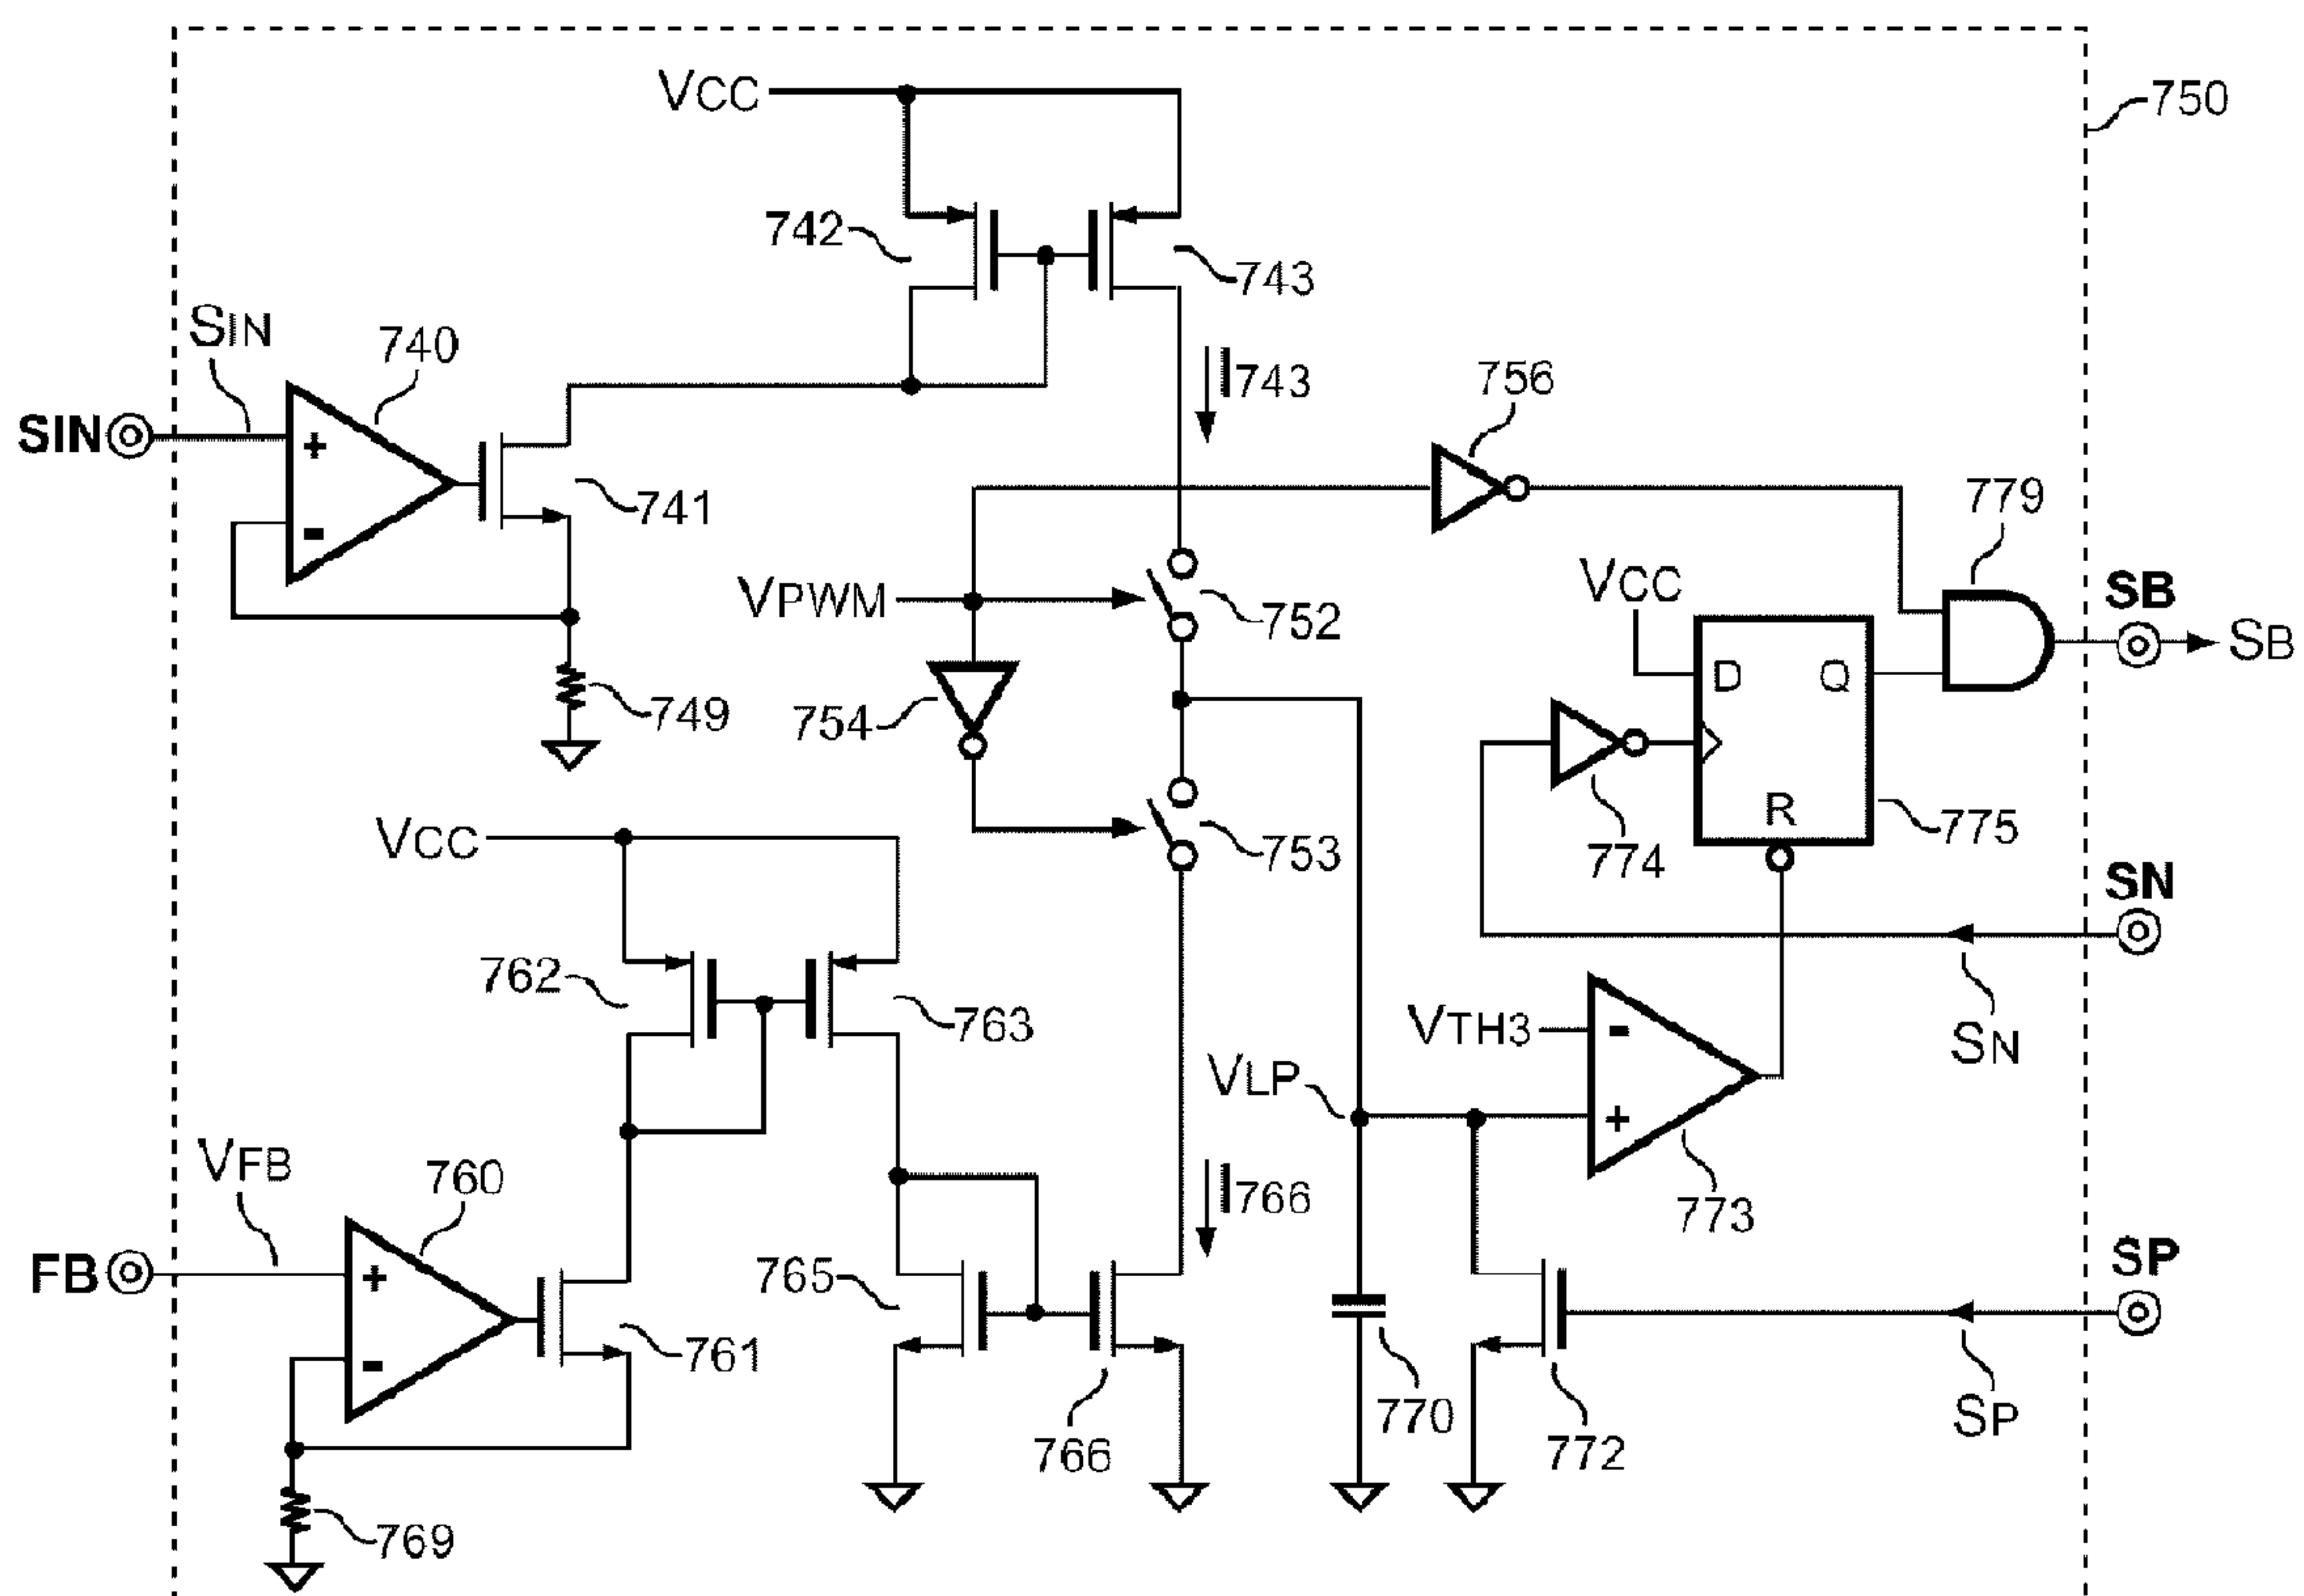 VCC
750
742
743
SIN
740
I743
756
SIN
741
779
VPWM
VCC
SB
752
SB
D
Q
749
754
774
R
775
VCC
753
SN
762
763
VTH3
SN
VLP
VFB
760
I766
773
FB
765
SP
761
770
766
772
SP
769
+
-
+
-
-
+